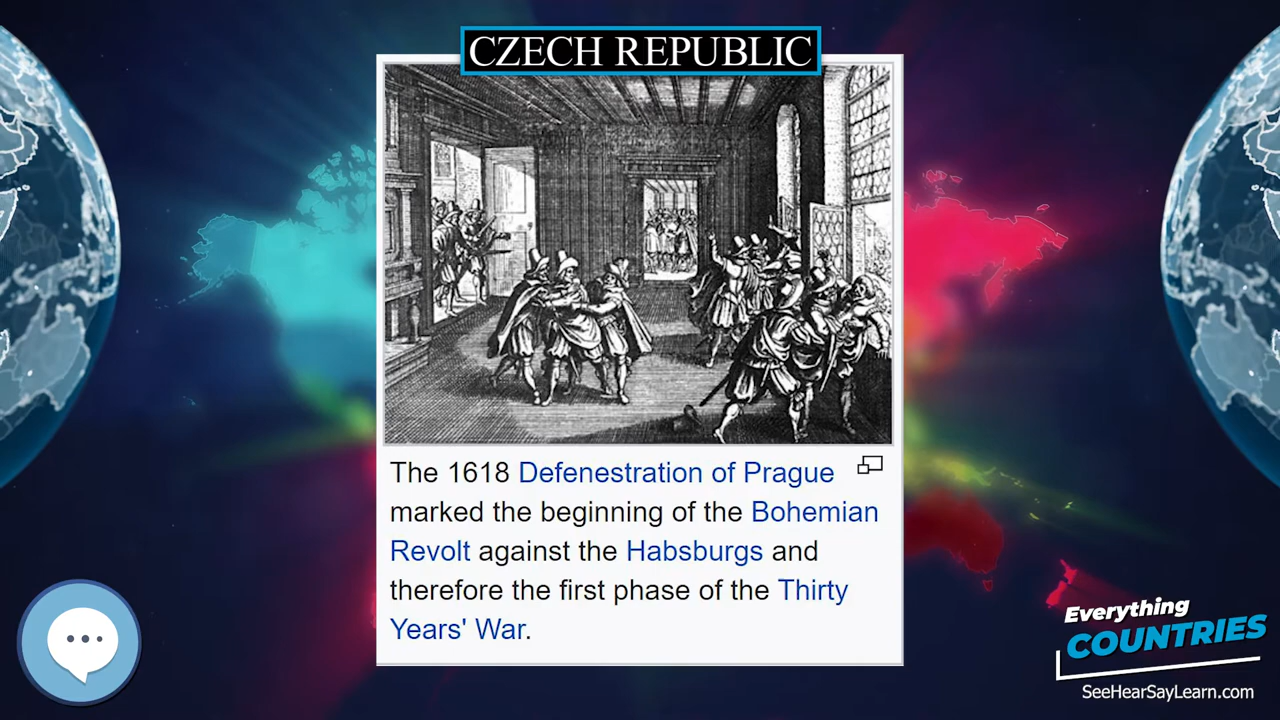 CZECH REPUBLIC
The 1618 Defenestration of Prague
marked the beginning of the Bohemian
Revolt against the Habsburgs and
therefore the first phase of the Thirty
Years' War.
Everything
COUNTRIES
SeeHearSayLearn.com